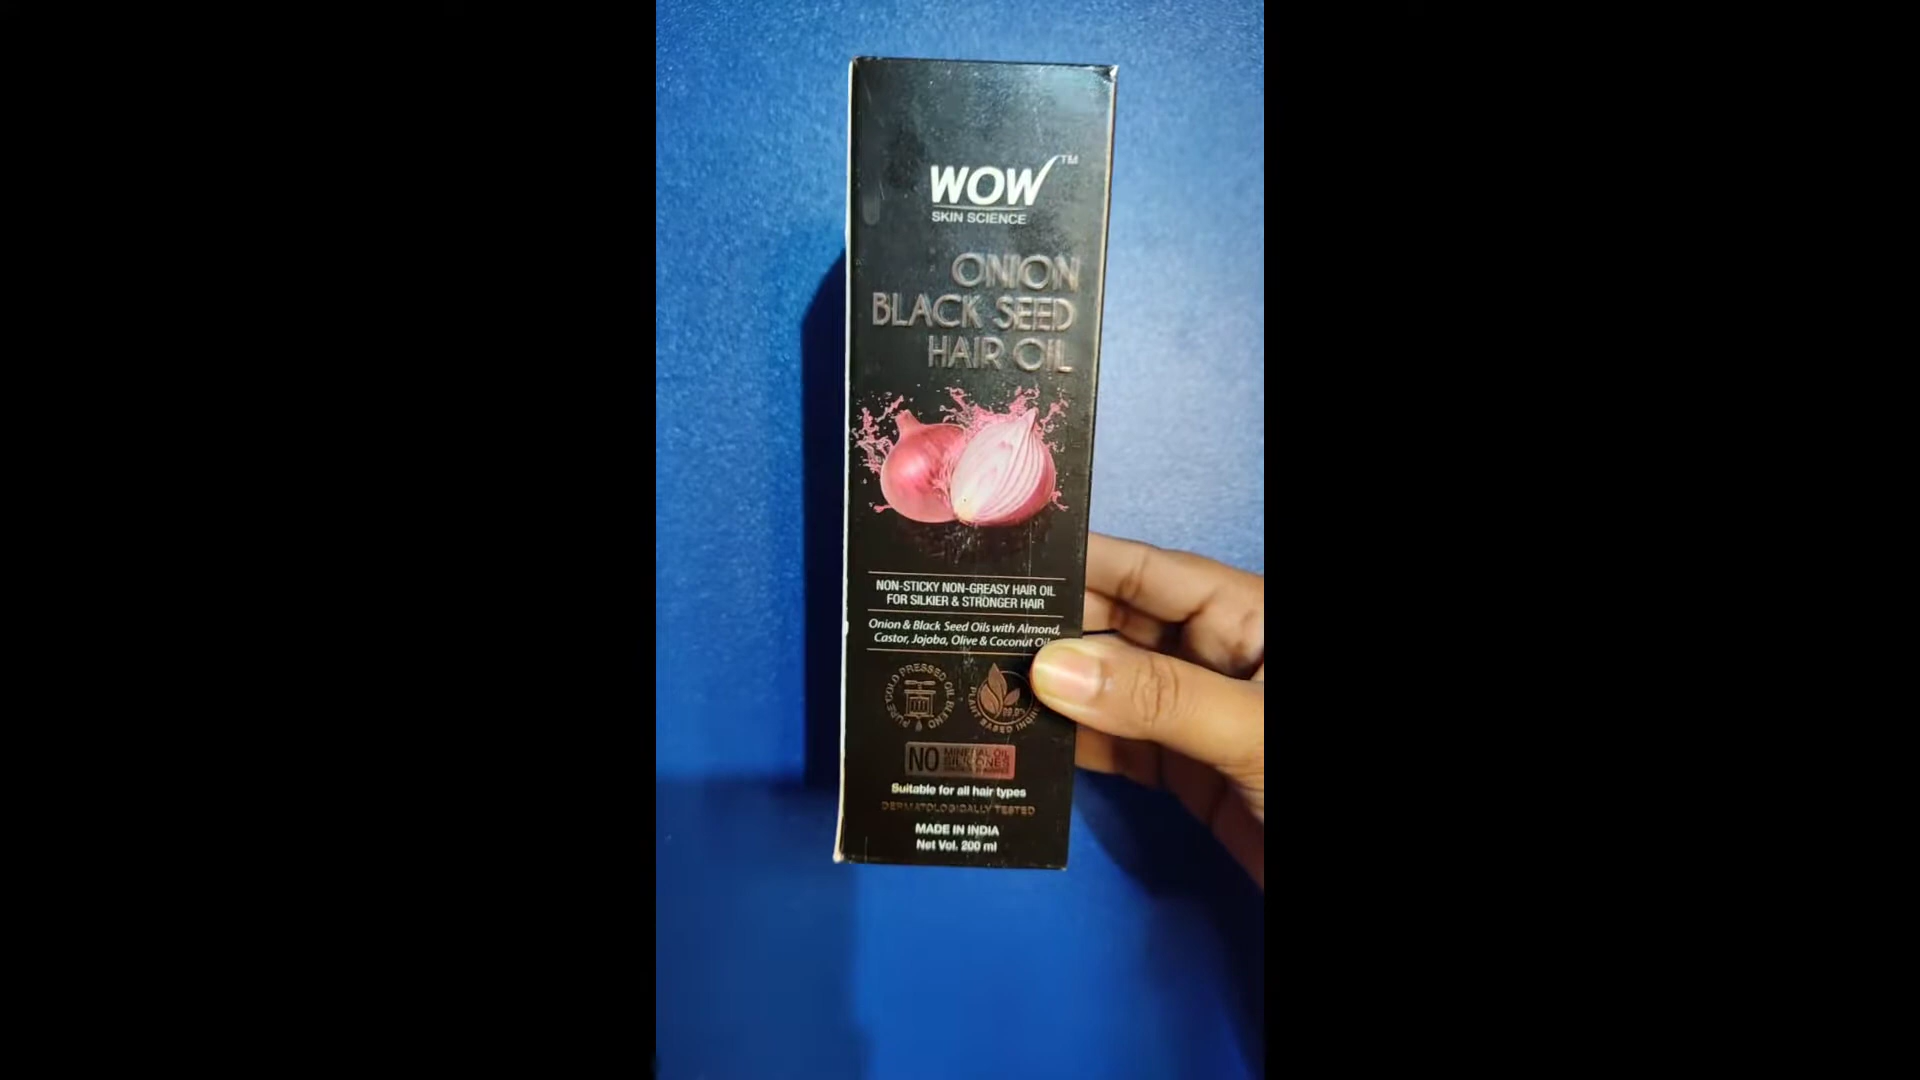 WOW™
SKIN SCIENCE
ONION
BLACK SEED
HAIR OIL
NON-STICKY NON-GREASY HAIR OIL
FOR SILKIER & STRONGER HAIR
Onion & Black Seed Oils with Almond,
Castor, Jojoba, Olive & Coconut Oil
PURE COLD PRESSED OIL BLEND
PLANT BASED
NO MINERAL OIL
SILICONES
Suitable for all hair types
DERMATOLOGICALLY TESTED
MADE IN INDIA
Net Vol. 200 ml